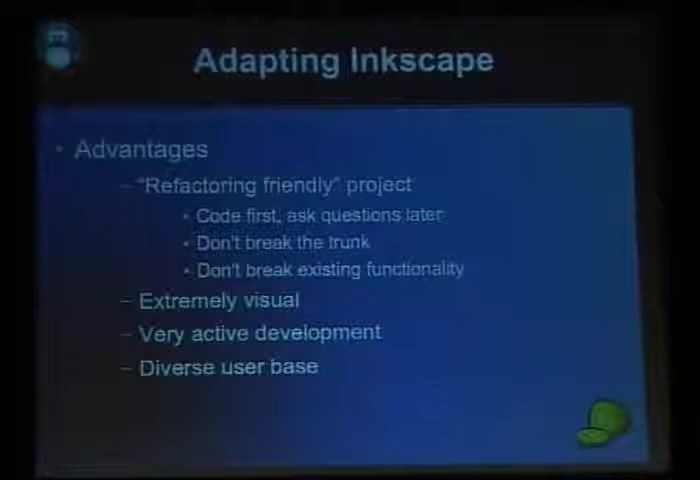 Adapting Inkscape
• Advantages
– "Refactoring friendly" project
• Code first, ask questions later
• Don't break the trunk
• Don't break existing functionality
– Extremely visual
– Very active development
– Diverse user base